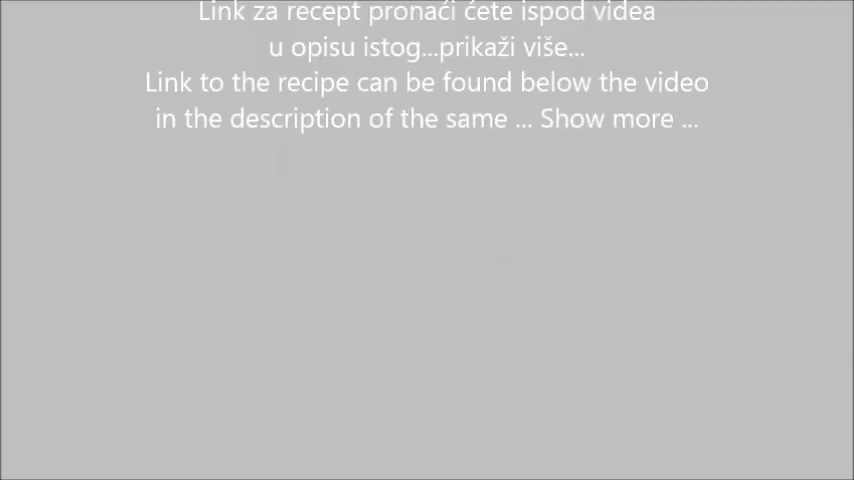 Link za recept pronaći ćete ispod videa
u opisu istog...prikaži više...
Link to the recipe can be found below the video
in the description of the same ... Show more ...